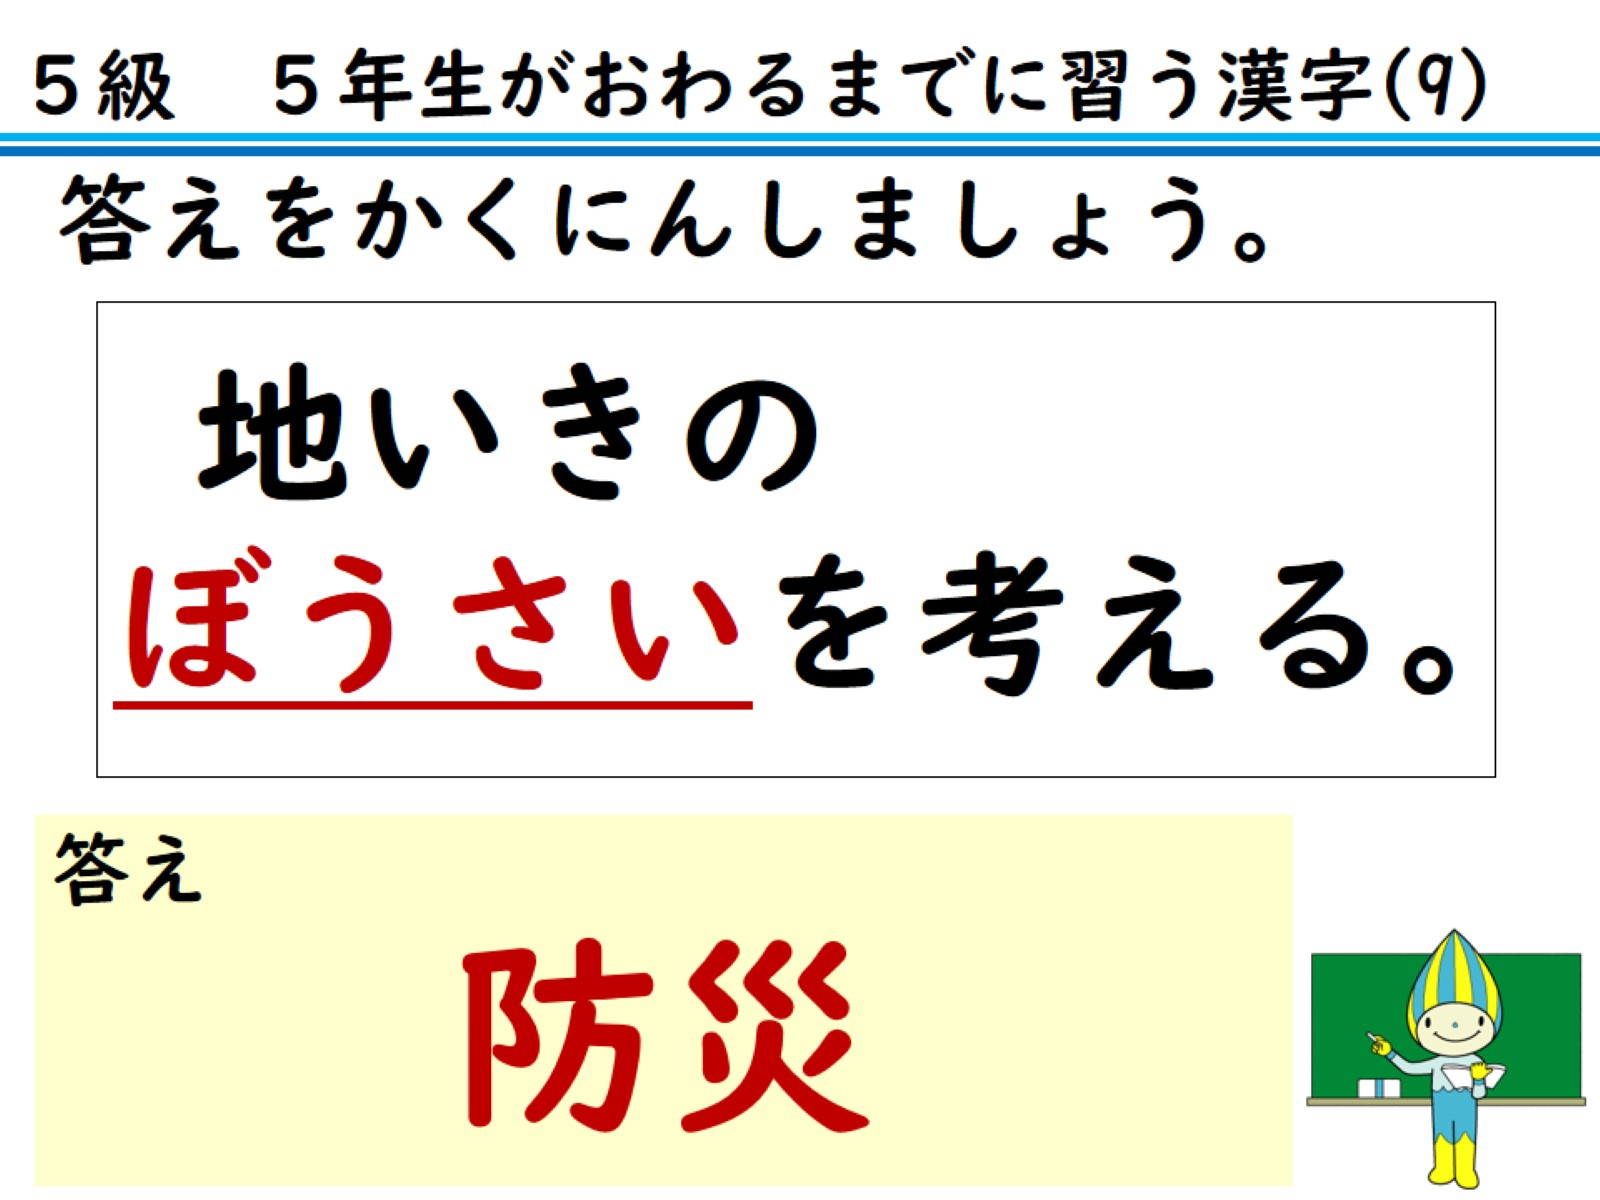 ５級　５年生がおわるまでに習う漢字(9)
答えをかくにんしましょう。
地いきの
ぼうさいを考える。
答え
防災